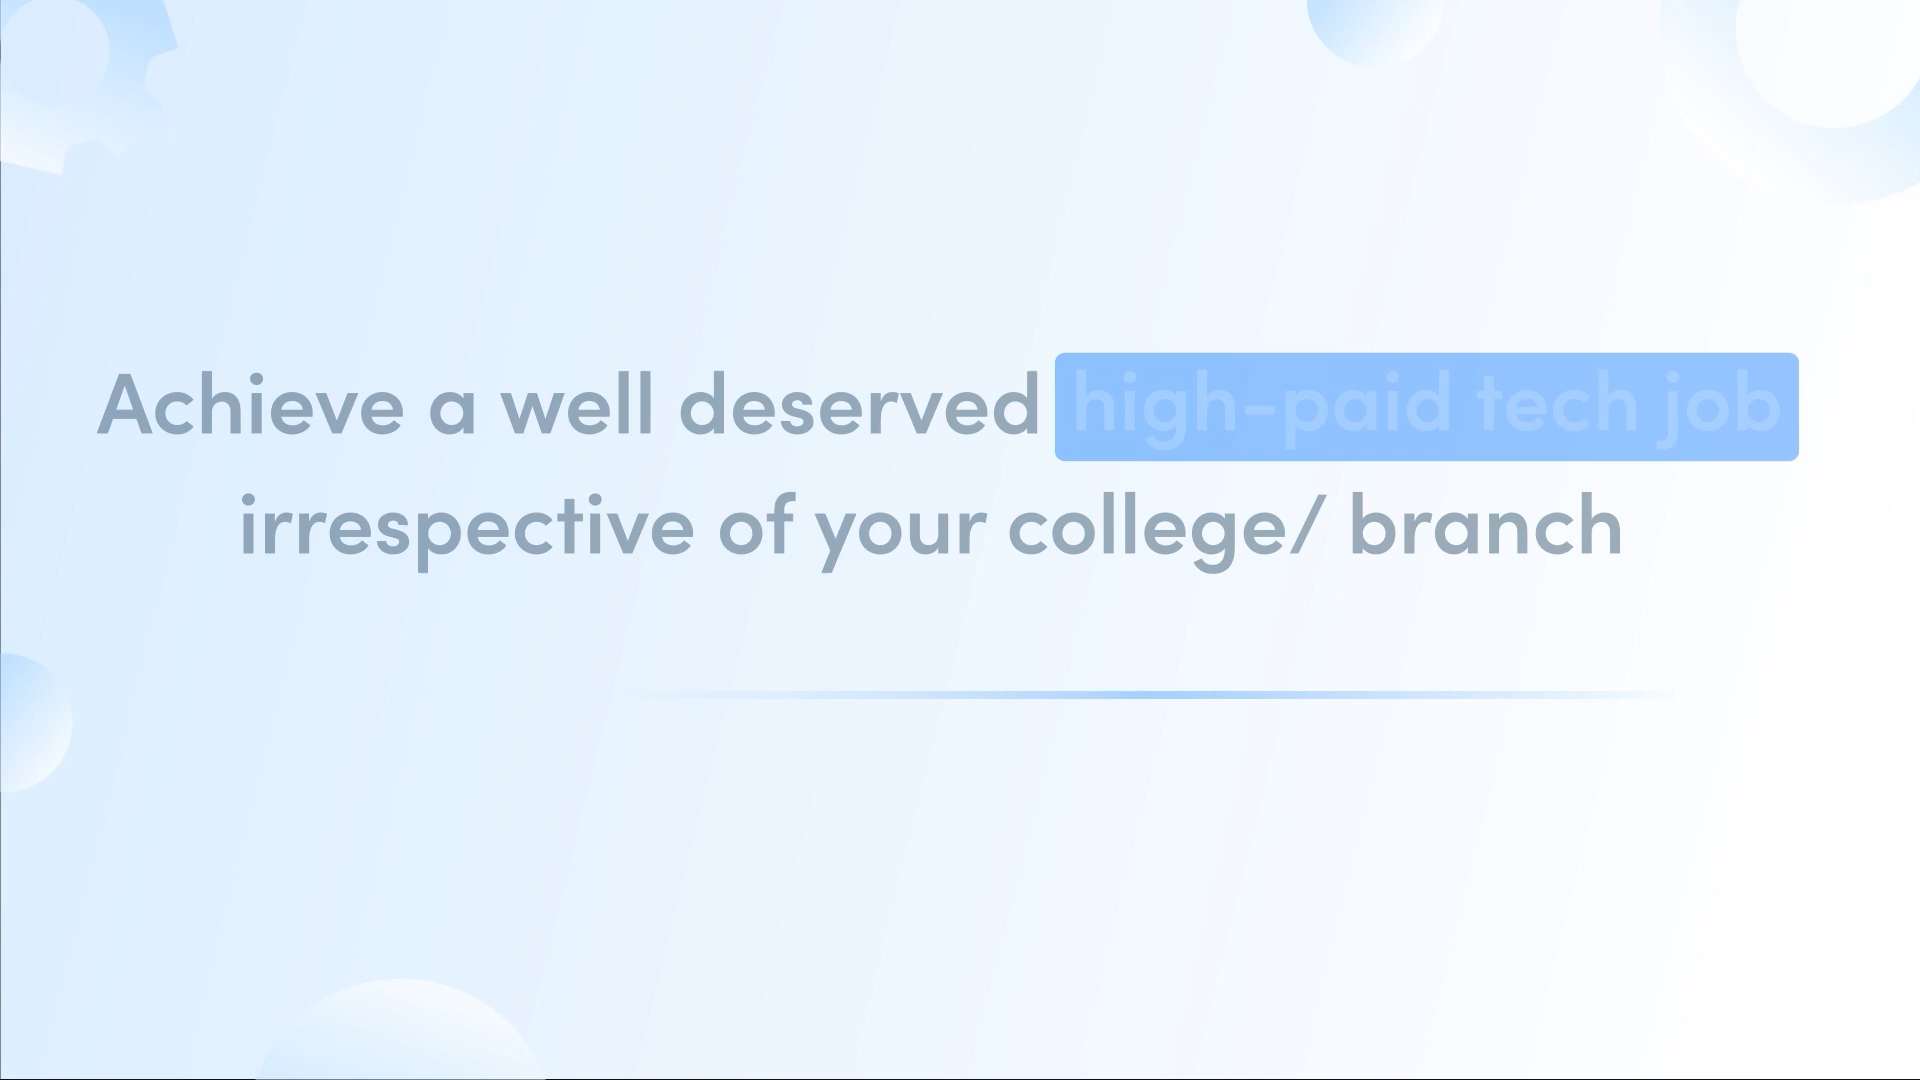 Achieve a well deserved high-paid tech job
irrespective of your college/ branch